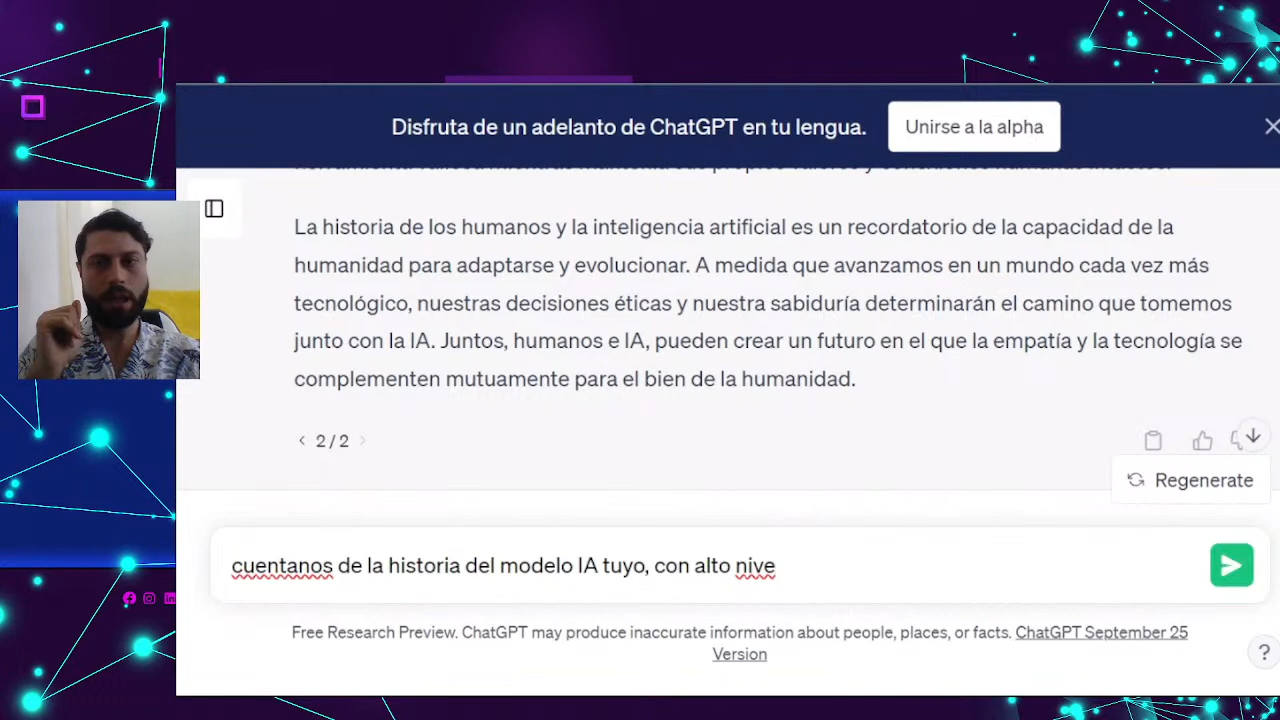 Disfruta de un adelanto de ChatGPT en tu lengua.
Unirse a la alpha
La historia de los humanos y la inteligencia artificial es un recordatorio de la capacidad de la
humanidad para adaptarse y evolucionar. A medida que avanzamos en un mundo cada vez más
tecnológico, nuestras decisiones éticas y nuestra sabiduría determinarán el camino que tomemos
junto con la IA. Juntos, humanos e IA, pueden crear un futuro en el que la empatía y la tecnología se
complementen mutuamente para el bien de la humanidad.
2 / 2
Regenerate
cuentanos de la historia del modelo IA tuyo, con alto nive
Free Research Preview. ChatGPT may produce inaccurate information about people, places, or facts. ChatGPT September 25
Version
?